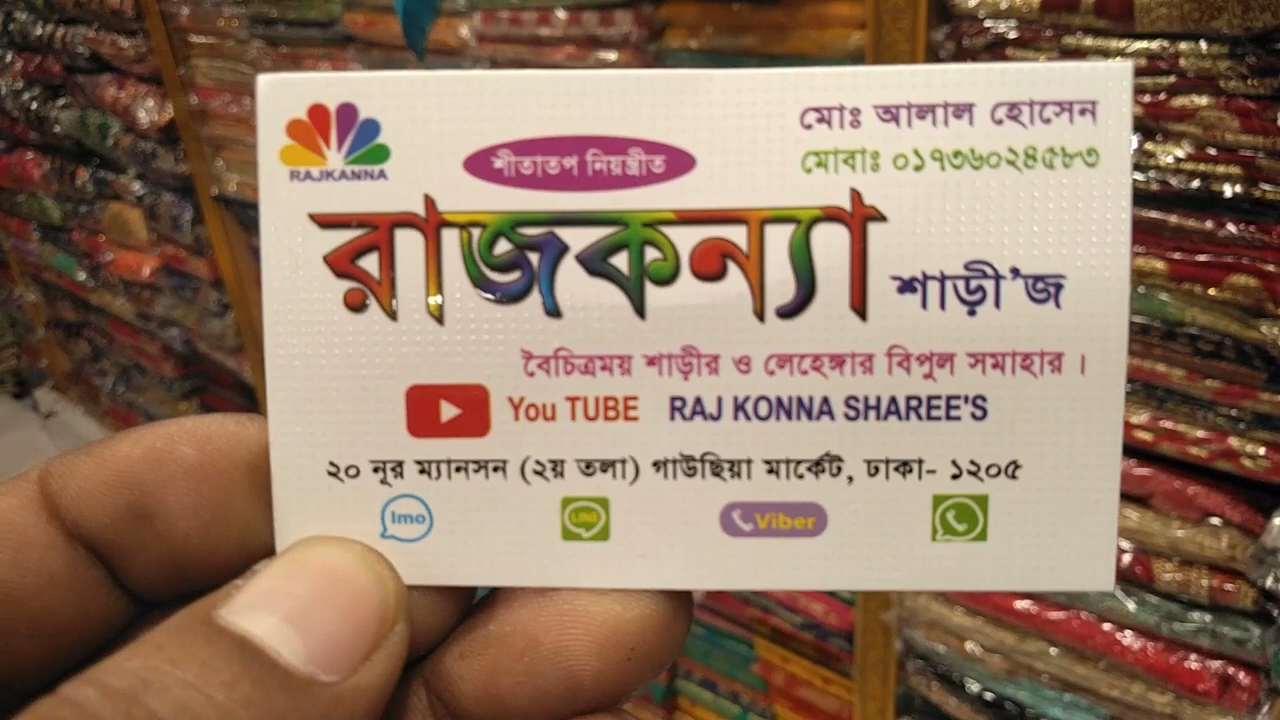 RAJKANNA
শীতাতপ নিয়ন্ত্রীত
মোঃ আলাল হোসেন
মোবাঃ ০১৭৩৬০২৪৫৮৩
রাজকন্যা শাড়ী'জ
বৈচিত্রময় শাড়ীর ও লেহেঙ্গার বিপুল সমাহার।
You TUBE RAJ KONNA SHAREE'S
২০ নূর ম্যানসন (২য় তলা) গাউছিয়া মার্কেট, ঢাকা- ১২০৫
Imo LINE Viber